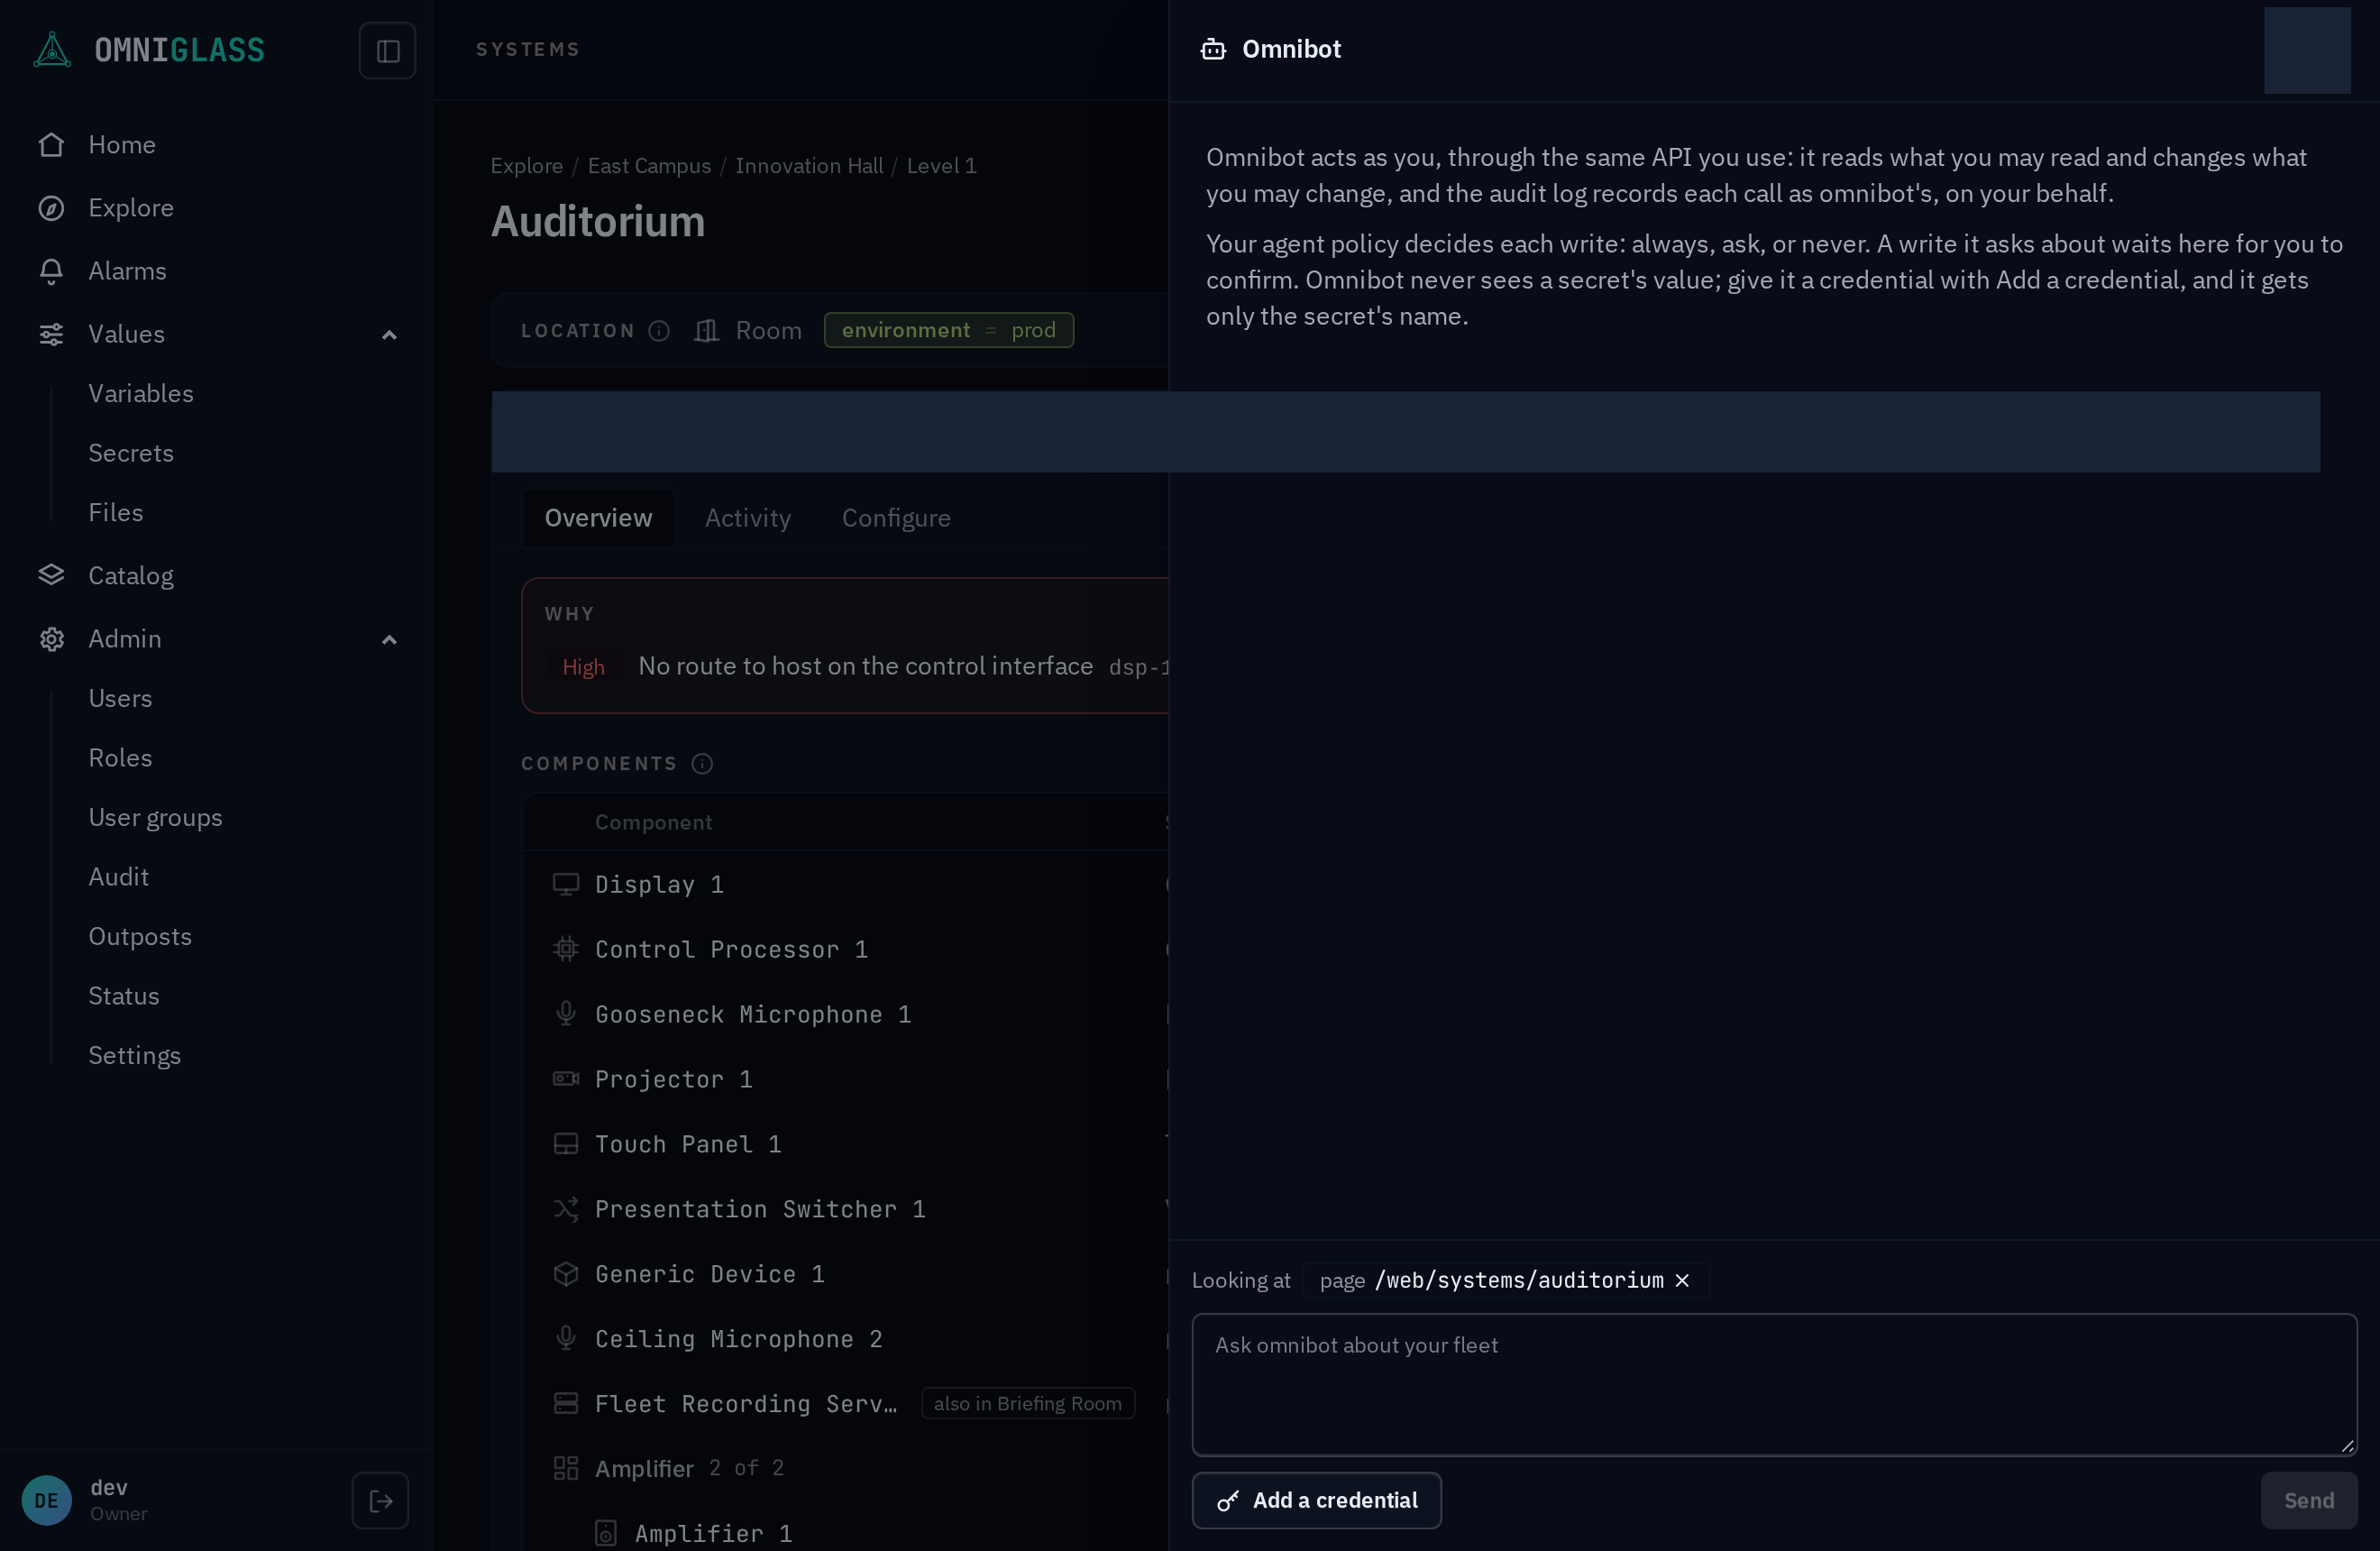 OMNIGLASS
Home
Explore
Alarms
Values
Variables
Secrets
Files
Catalog
Admin
Users
Roles
User groups
Audit
Outposts
Status
Settings
DE
dev
Owner
SYSTEMS
Explore / East Campus / Innovation Hall / Level 1
Auditorium
LOCATION Room environment = prod
Overview Activity Configure
WHY
High No route to host on the control interface dsp-1
COMPONENTS
Component
Display 1
Control Processor 1
Gooseneck Microphone 1
Projector 1
Touch Panel 1
Presentation Switcher 1
Generic Device 1
Ceiling Microphone 2
Fleet Recording Serv… also in Briefing Room
Amplifier 2 of 2
Amplifier 1
Omnibot
Omnibot acts as you, through the same API you use: it reads what you may read and changes what
you may change, and the audit log records each call as omnibot's, on your behalf.
Your agent policy decides each write: always, ask, or never. A write it asks about waits here for you to
confirm. Omnibot never sees a secret's value; give it a credential with Add a credential, and it gets
only the secret's name.
Looking at page /web/systems/auditorium
Ask omnibot about your fleet
Add a credential
Send